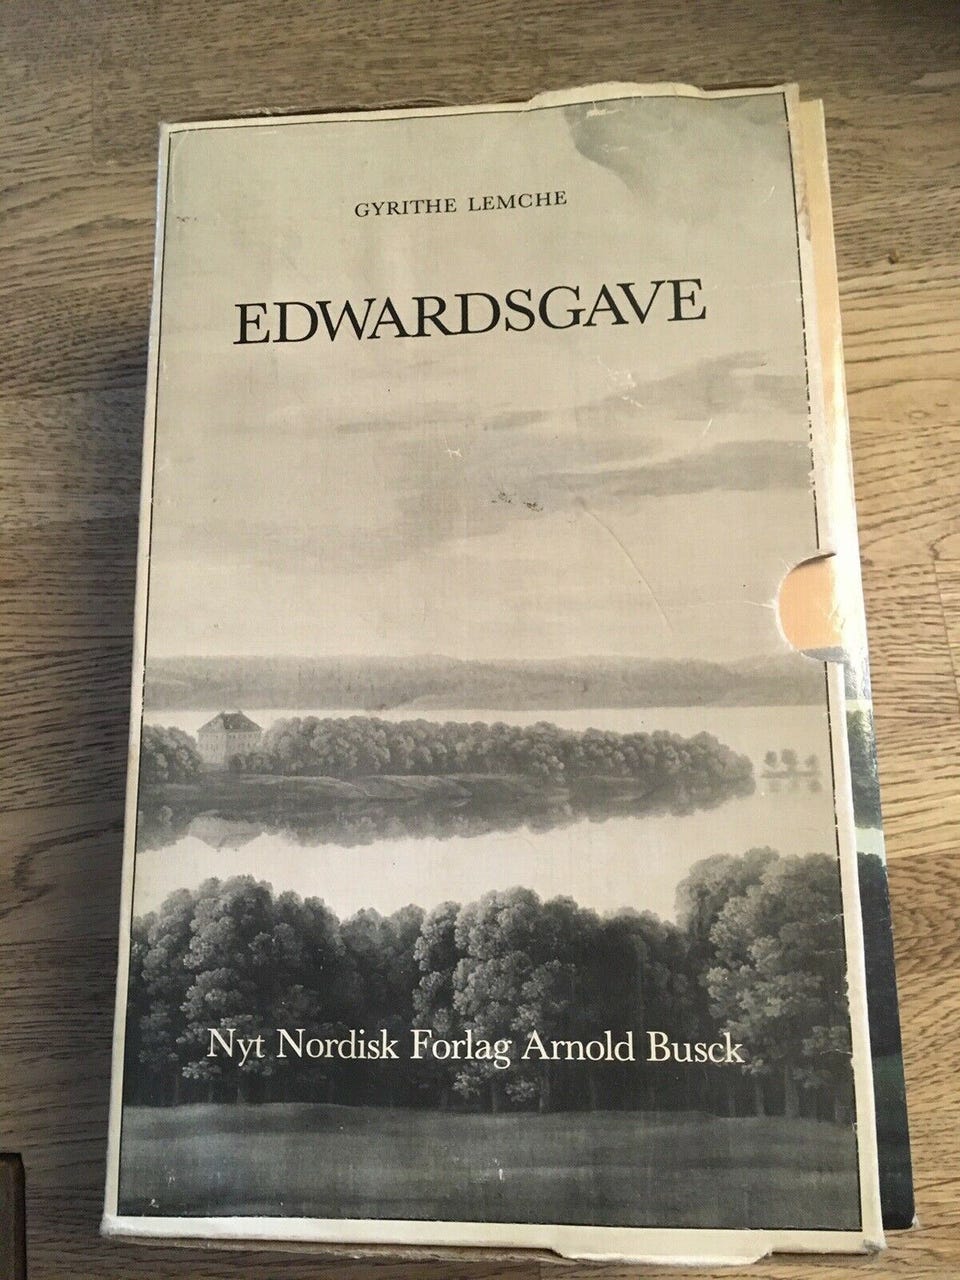 GYRITHE LEMCHE
EDWARDSGAVE
Nyt Nordisk Forlag Arnold Busck